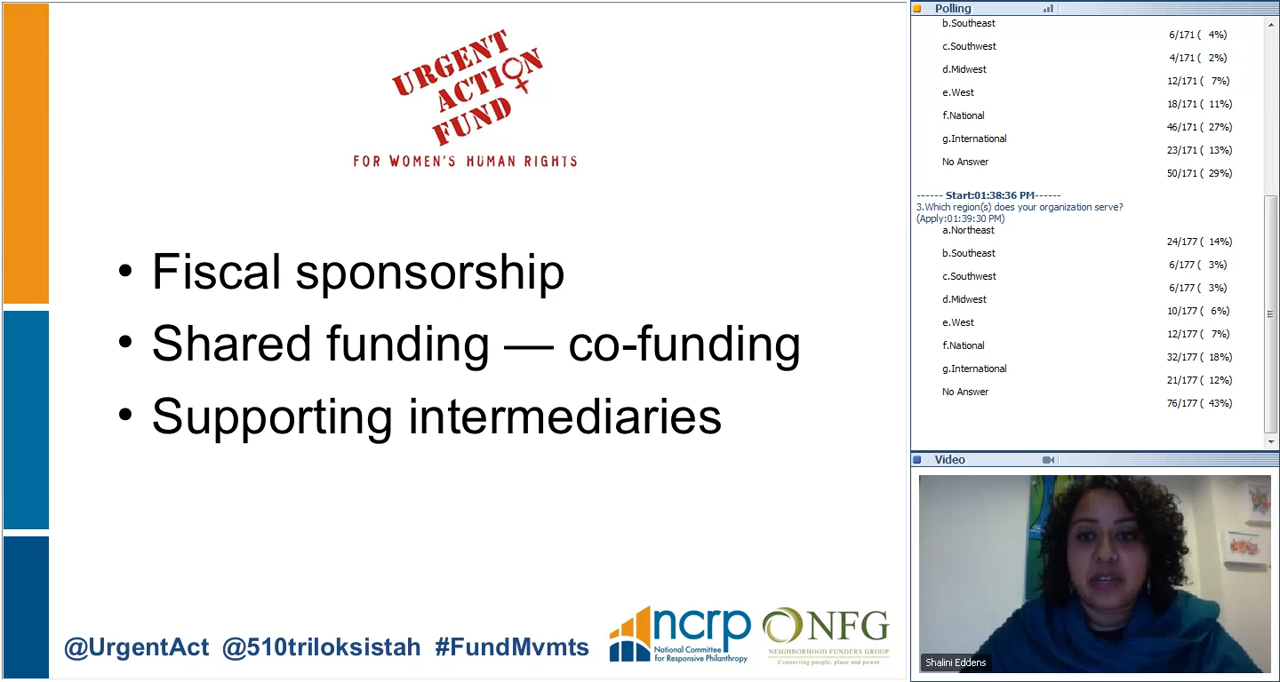 URGENT
ACTION
FUND
FOR WOMEN'S HUMAN RIGHTS
• Fiscal sponsorship
• Shared funding — co-funding
• Supporting intermediaries
@UrgentAct @510triloksistah #FundMvmts
ncrp
National Committee
for Responsive Philanthropy
NFG
NEIGHBORHOOD FUNDERS GROUP
Connecting people, place and power
Polling
b.Southeast
6/171 ( 4%)
c.Southwest
4/171 ( 2%)
d.Midwest
12/171 ( 7%)
e.West
18/171 ( 11%)
f.National
46/171 ( 27%)
g.International
23/171 ( 13%)
No Answer
50/171 ( 29%)
------ Start:01:38:36 PM------
3.Which region(s) does your organization serve?
(Apply:01:39:30 PM)
a.Northeast
24/177 ( 14%)
b.Southeast
6/177 ( 3%)
c.Southwest
6/177 ( 3%)
d.Midwest
10/177 ( 6%)
e.West
12/177 ( 7%)
f.National
32/177 ( 18%)
g.International
21/177 ( 12%)
No Answer
76/177 ( 43%)
Video
Shalini Eddens